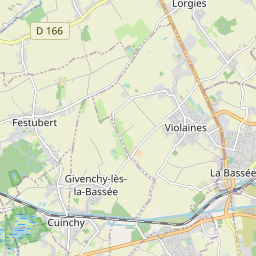 Lorgies
D 166
Festubert
Violaines
La Bassée
Givenchy-lès-
la-Bassée
Cuinchy